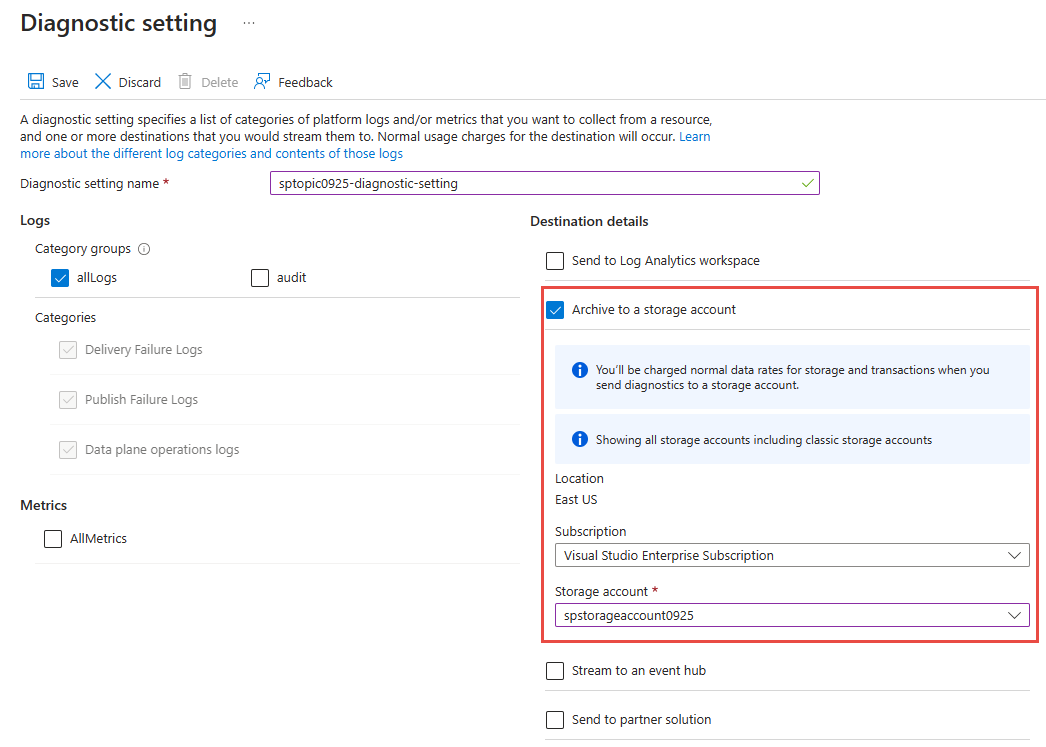 Diagnostic setting ...
Save Discard Delete Feedback
A diagnostic setting specifies a list of categories of platform logs and/or metrics that you want to collect from a resource,
and one or more destinations that you would stream them to. Normal usage charges for the destination will occur. Learn
more about the different log categories and contents of those logs
Diagnostic setting name * sptopic0925-diagnostic-setting
Logs
Category groups
allLogs audit
Categories
Delivery Failure Logs
Publish Failure Logs
Data plane operations logs
Metrics
AllMetrics
Destination details
Send to Log Analytics workspace
Archive to a storage account
You'll be charged normal data rates for storage and transactions when you
send diagnostics to a storage account.
Showing all storage accounts including classic storage accounts
Location
East US
Subscription
Visual Studio Enterprise Subscription
Storage account *
spstorageaccount0925
Stream to an event hub
Send to partner solution